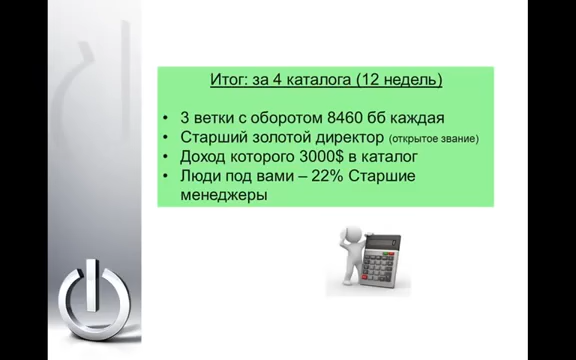 Итог: за 4 каталога (12 недель)
• 3 ветки с оборотом 8460 бб каждая
• Старший золотой директор (открытое звание)
• Доход которого 3000$ в каталог
• Люди под вами – 22% Старшие
менеджеры